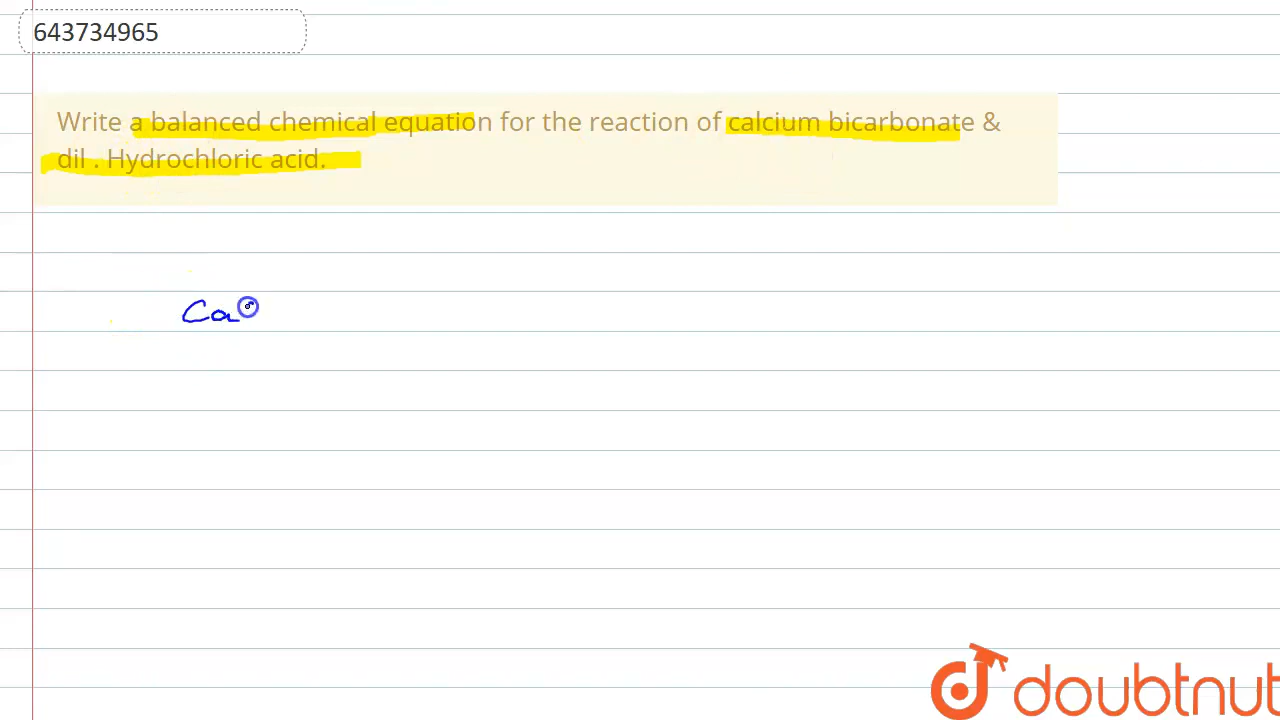 643734965
Write a balanced chemical equation for the reaction of calcium bicarbonate &
dil . Hydrochloric acid.
Ca
doubtnut